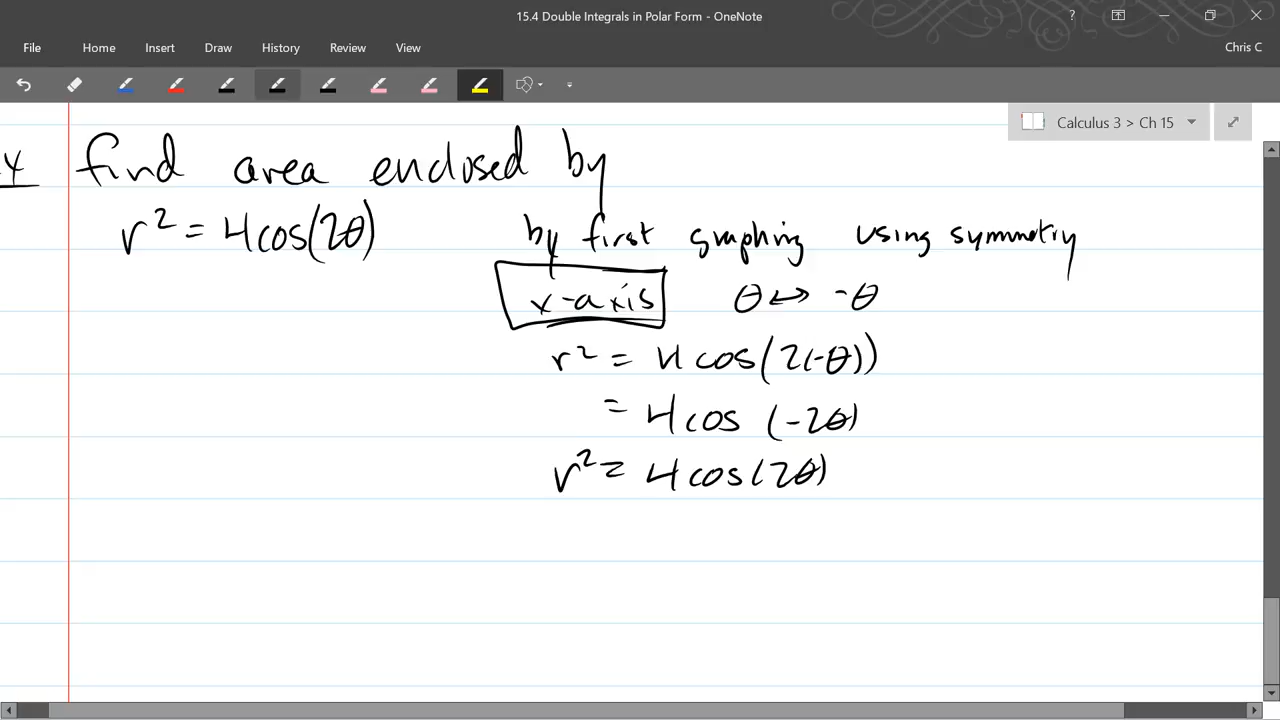 15.4 Double Integrals in Polar Form - OneNote
File Home Insert Draw History Review View Chris C
Calculus 3 > Ch 15
find area enclosed by
r² = 4cos(2θ)
by first graphing using symmetry
x-axis θ ↔ -θ
r² = 4cos(2(-θ))
= 4cos (-2θ)
r² = 4cos(2θ)